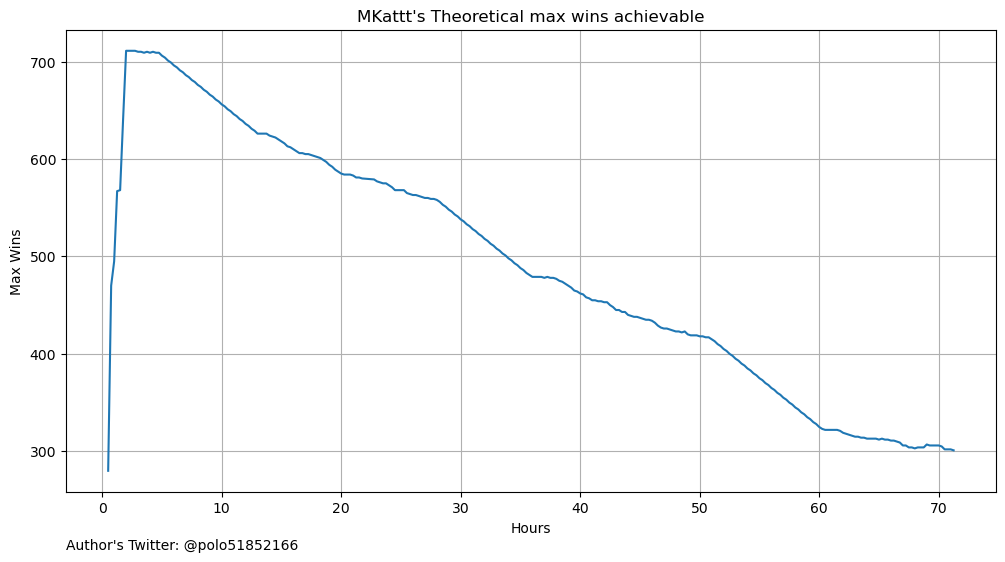 MKattt's Theoretical max wins achievable
700
600
500
400
300
Max Wins
0 10 20 30 40 50 60 70
Hours
Author's Twitter: @polo51852166